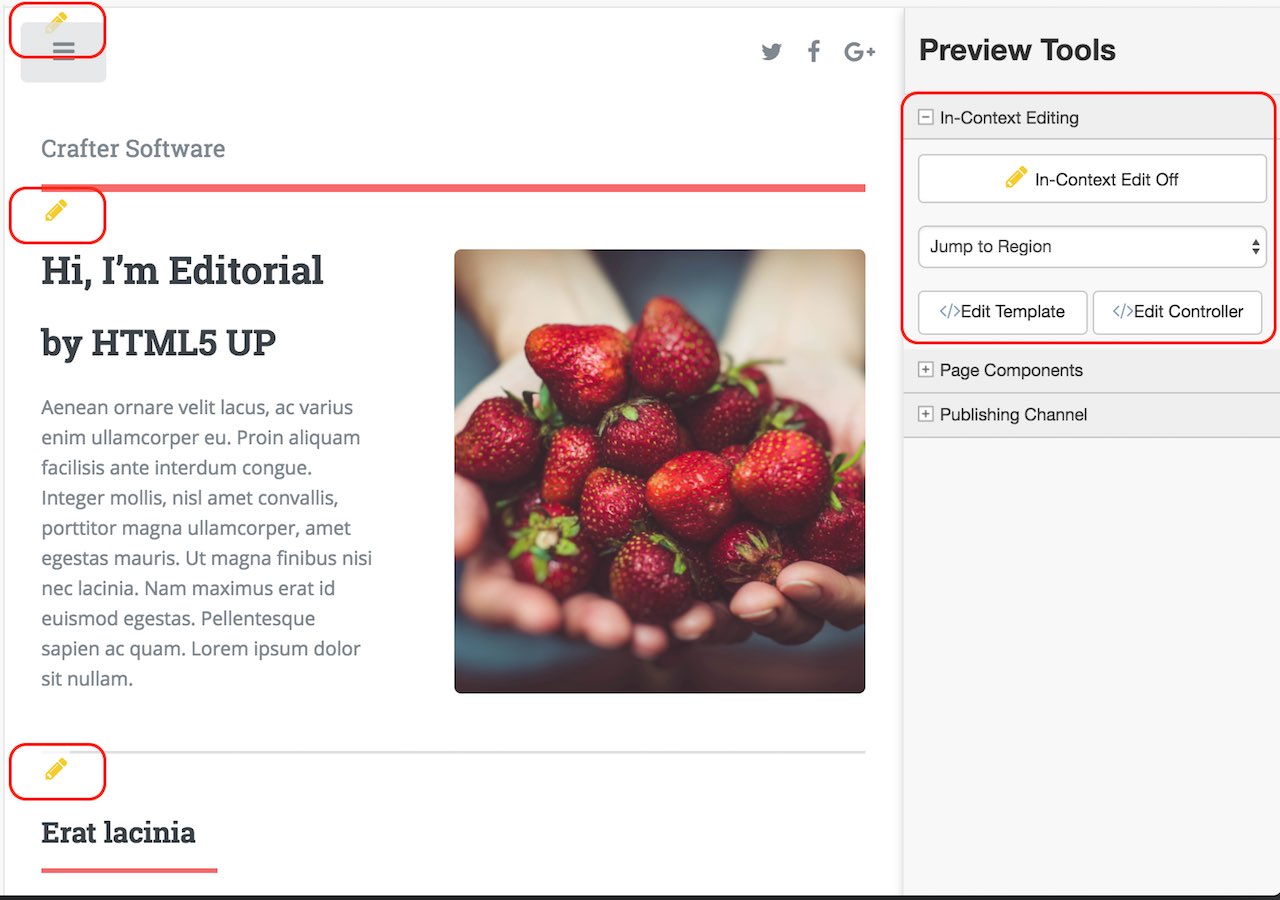 Crafter Software
Hi, I’m Editorial
by HTML5 UP
Aenean ornare velit lacus, ac varius
enim ullamcorper eu. Proin aliquam
facilisis ante interdum congue.
Integer mollis, nisl amet convallis,
porttitor magna ullamcorper, amet
egestas mauris. Ut magna finibus nisi
nec lacinia. Nam maximus erat id
euismod egestas. Pellentesque
sapien ac quam. Lorem ipsum dolor
sit nullam.
Erat lacinia
Preview Tools
In-Context Editing
In-Context Edit Off
Jump to Region
</>Edit Template </>Edit Controller
Page Components
Publishing Channel